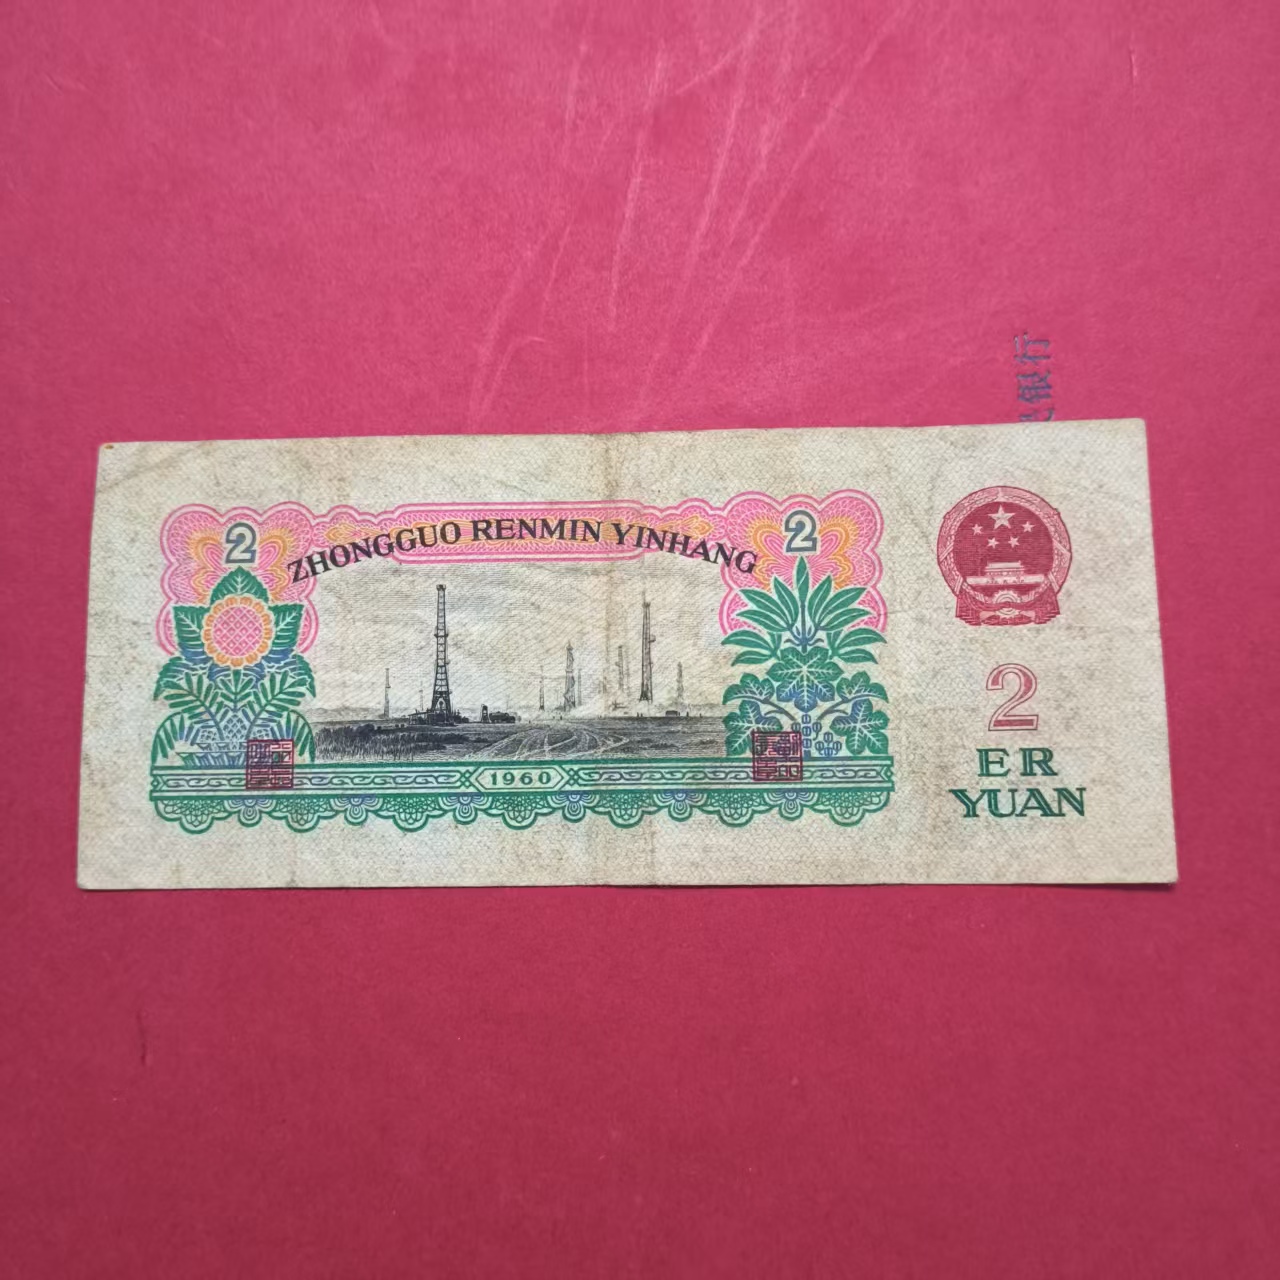 银行
2
ZHONGGUO RENMIN YINHANG
2
2
ER
YUAN
1960